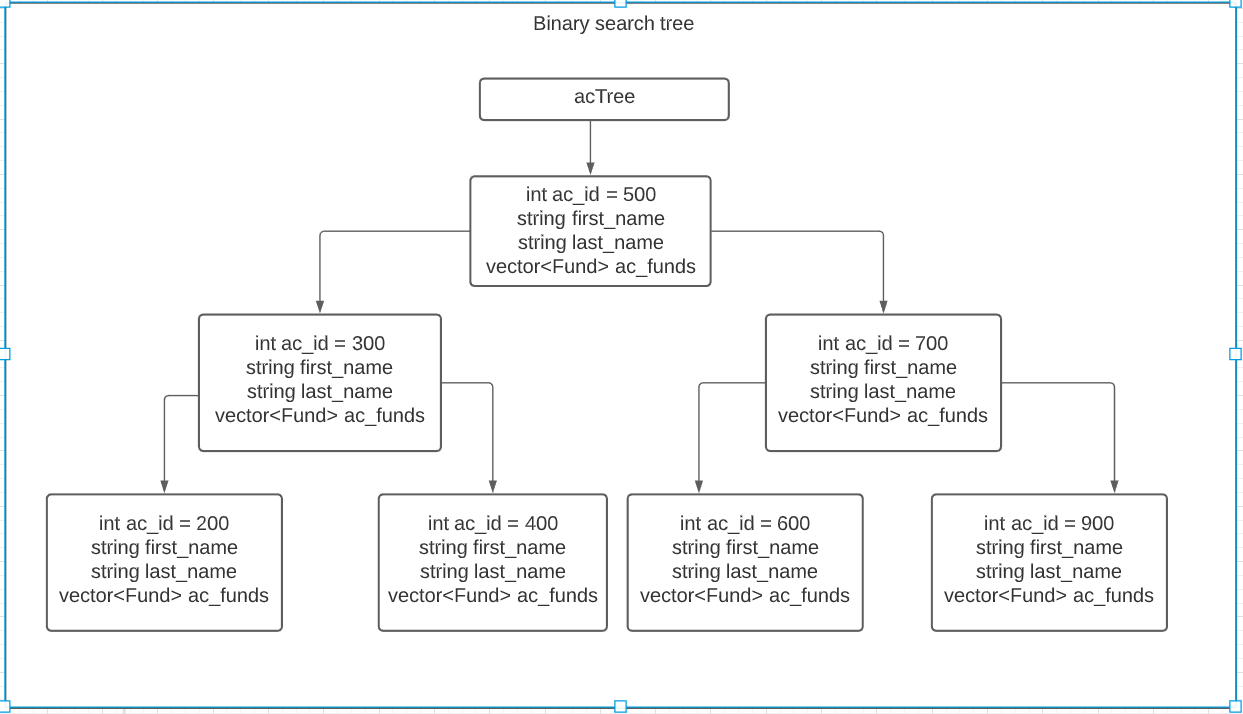 Binary search tree
acTree
int ac_id = 500
string first_name
string last_name
vector<Fund> ac_funds
int ac_id = 300
string first_name
string last_name
vector<Fund> ac_funds
int ac_id = 700
string first_name
string last_name
vector<Fund> ac_funds
int ac_id = 200
string first_name
string last_name
vector<Fund> ac_funds
int ac_id = 400
string first_name
string last_name
vector<Fund> ac_funds
int ac_id = 600
string first_name
string last_name
vector<Fund> ac_funds
int ac_id = 900
string first_name
string last_name
vector<Fund> ac_funds